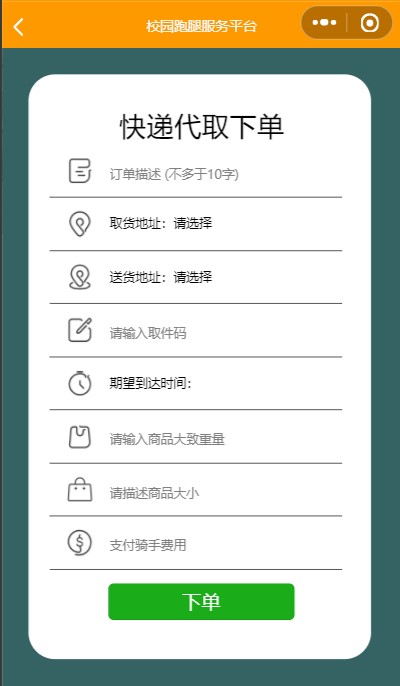 校园跑腿服务平台
快递代取下单
订单描述 (不多于10字)
取货地址：请选择
送货地址：请选择
请输入取件码
期望到达时间：
请输入商品大致重量
请描述商品大小
支付骑手费用
下单